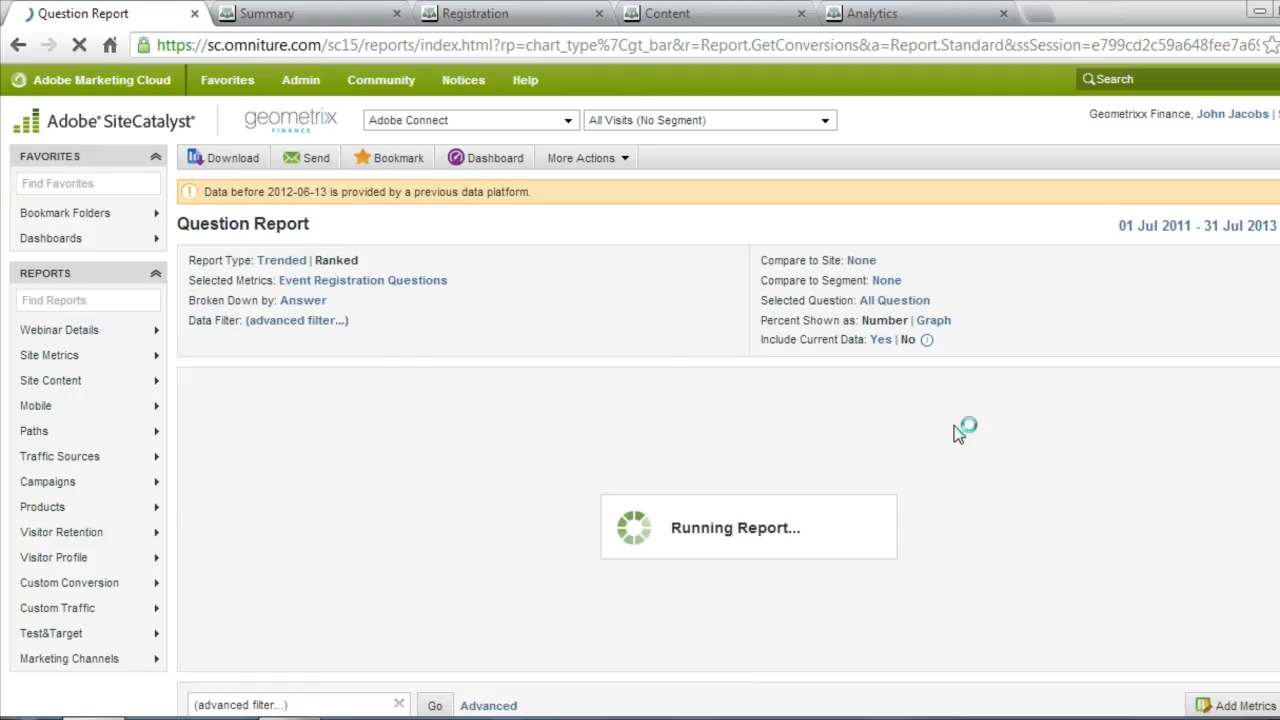 Question Report
Summary
Registration
Content
Analytics
https://sc.omniture.com/sc15/reports/index.html?rp=chart_type%7Cgt_bar&r=Report.GetConversions&a=Report.Standard&ssSession=e799cd2c59a648fee7a69
Adobe Marketing Cloud Favorites Admin Community Notices Help Search
Adobe® SiteCatalyst®
geometrixx
FINANCE
Adobe Connect
All Visits (No Segment)
Geometrixx Finance, John Jacobs
FAVORITES
Find Favorites
Bookmark Folders
Dashboards
REPORTS
Find Reports
Webinar Details
Site Metrics
Site Content
Mobile
Paths
Traffic Sources
Campaigns
Products
Visitor Retention
Visitor Profile
Custom Conversion
Custom Traffic
Test&Target
Marketing Channels
Download Send Bookmark Dashboard More Actions
Data before 2012-06-13 is provided by a previous data platform.
Question Report
01 Jul 2011 - 31 Jul 2013
Report Type: Trended | Ranked
Selected Metrics: Event Registration Questions
Broken Down by: Answer
Data Filter: (advanced filter...)
Compare to Site: None
Compare to Segment: None
Selected Question: All Question
Percent Shown as: Number | Graph
Include Current Data: Yes | No
Running Report...
(advanced filter...) Go Advanced
Add Metrics